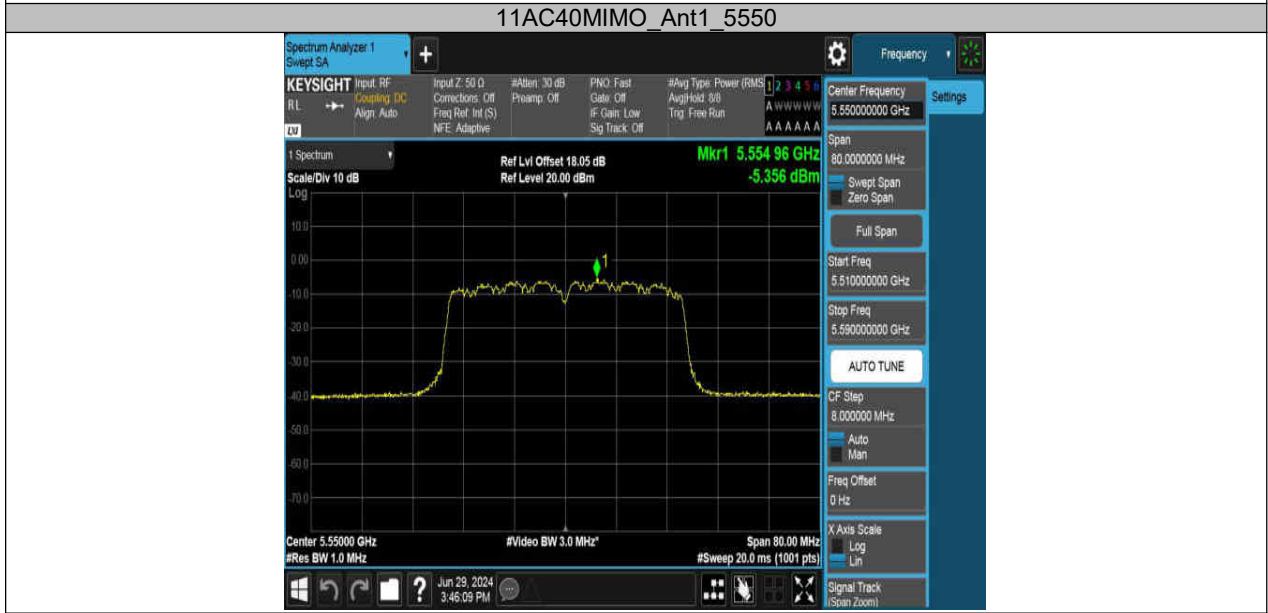 11AC40MIMO_Ant1_5550
Spectrum Analyzer 1
Swept SA
+
Frequency
KEYSIGHT
RL
LXI
Input: RF
Coupling: DC
Align: Auto
Input Z: 50 Ω
Corrections: Off
Freq Ref: Int (S)
NFE: Adaptive
#Atten: 30 dB
Preamp: Off
PNO: Fast
Gate: Off
IF Gain: Low
Sig Track: Off
#Avg Type: Power (RMS
Avg|Hold: 8/8
Trig: Free Run
1 2 3 4 5 6
A W W W W W
A A A A A A
Center Frequency
5.550000000 GHz
Settings
1 Spectrum
Scale/Div 10 dB
Log
Ref Lvl Offset 18.05 dB
Ref Level 20.00 dBm
Mkr1 5.554 96 GHz
-5.356 dBm
Span
80.0000000 MHz
Swept Span
Zero Span
Full Span
Start Freq
5.510000000 GHz
Stop Freq
5.590000000 GHz
AUTO TUNE
CF Step
8.000000 MHz
Auto
Man
Freq Offset
0 Hz
X Axis Scale
Log
Lin
Signal Track
(Span Zoom)
10.0
0.00
-10.0
-20.0
-30.0
-40.0
-50.0
-60.0
-70.0
1
Center 5.55000 GHz
#Res BW 1.0 MHz
#Video BW 3.0 MHz*
Span 80.00 MHz
#Sweep 20.0 ms (1001 pts)
?
Jun 29, 2024
3:46:09 PM